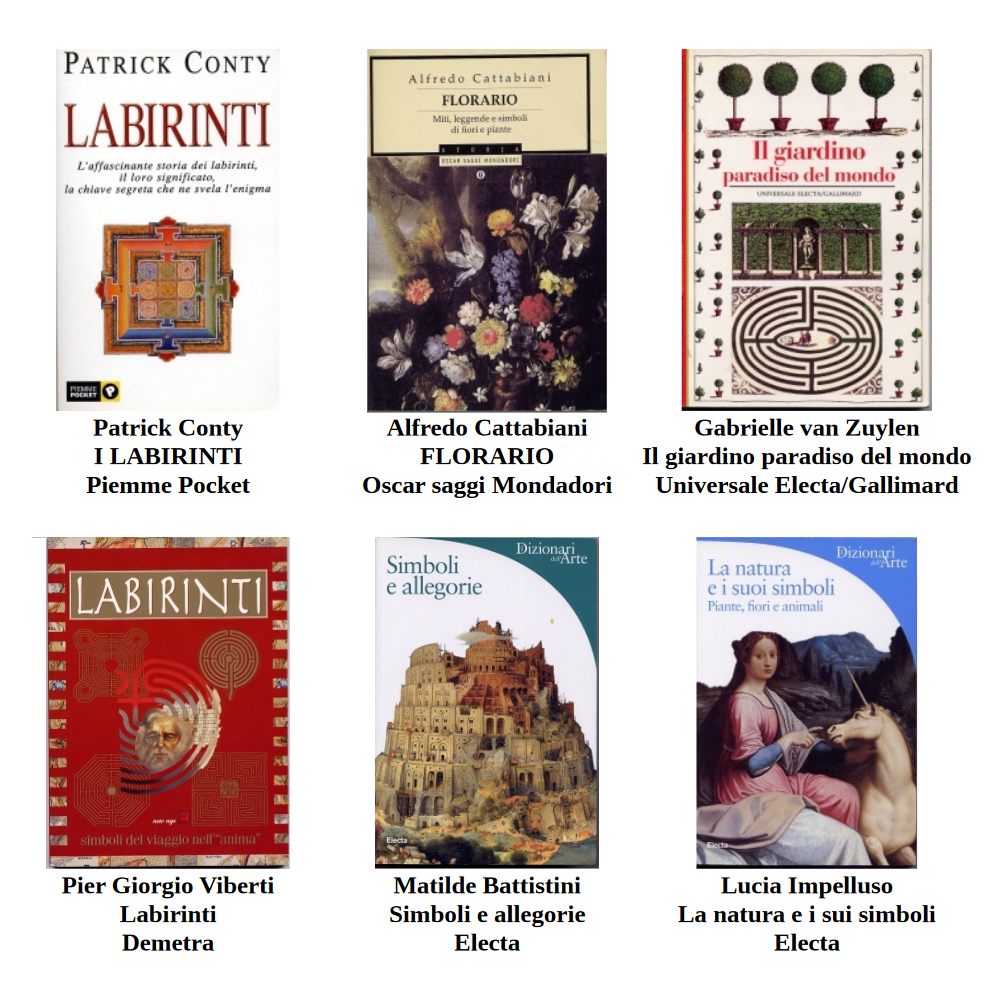 PATRICK CONTY
LABIRINTI
L'affascinante storia dei labirinti,
il loro significato,
la chiave segreta che ne svela l'enigma
PIEMME
POCKET
P
Patrick Conty
I LABIRINTI
Piemme Pocket
Alfredo Cattabiani
FLORARIO
Miti, leggende e simboli
di fiori e piante
STORIA
OSCAR SAGGI MONDADORI
Alfredo Cattabiani
FLORARIO
Oscar saggi Mondadori
Il giardino
paradiso del mondo
UNIVERSALE ELECTA/GALLIMARD
Gabrielle van Zuylen
Il giardino paradiso del mondo
Universale Electa/Gallimard
LABIRINTI
new age
simboli del viaggio nell'"anima"
Pier Giorgio Viberti
Labirinti
Demetra
Dizionari
dell'Arte
Simboli
e allegorie
Electa
Matilde Battistini
Simboli e allegorie
Electa
Dizionari
dell'Arte
La natura
e i suoi simboli
Piante, fiori e animali
Electa
Lucia Impelluso
La natura e i sui simboli
Electa